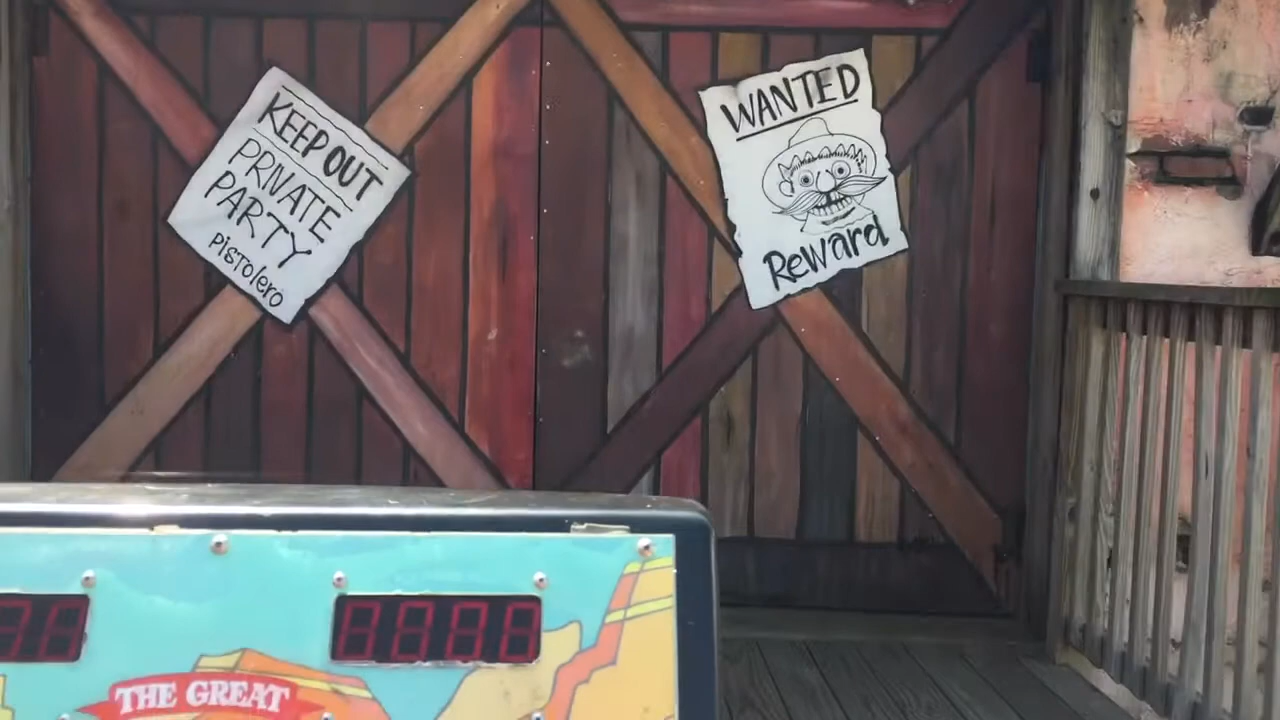 KEEP OUT
PRIVATE
PARTY
PISTOlero
WANTED
ReWard
THE GREAT